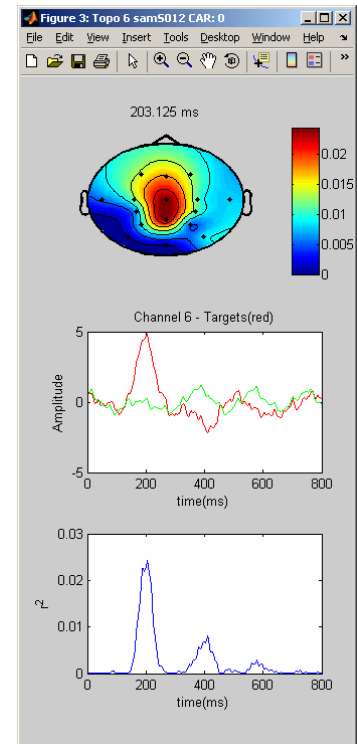 Figure 3: Topo 6 sam5012 CAR: 0
File Edit View Insert Tools Desktop Window Help
203.125 ms
0.02
0.015
0.01
0.005
0
Channel 6 - Targets(red)
Amplitude
5
0
-5
0 200 400 600 800
time(ms)
r2
0.03
0.02
0.01
0
0 200 400 600 800
time(ms)